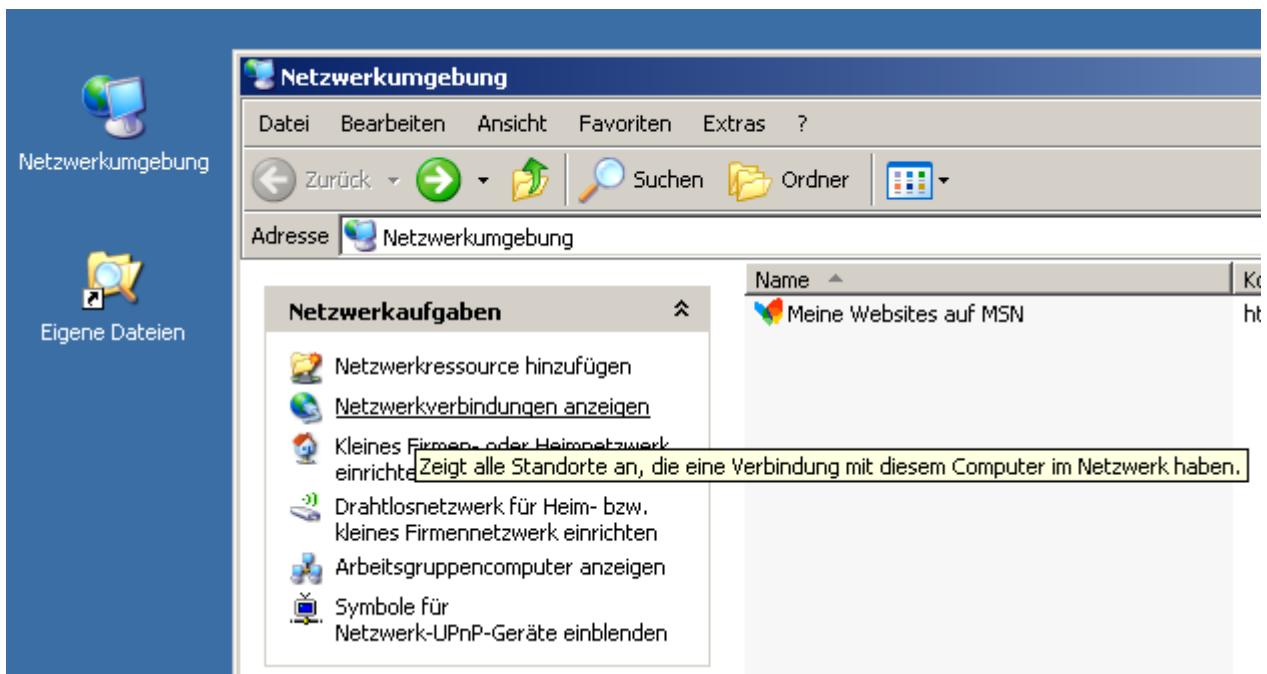 Netzwerkumgebung
Eigene Dateien
Netzwerkumgebung
Datei Bearbeiten Ansicht Favoriten Extras ?
Zurück Suchen Ordner
Adresse Netzwerkumgebung
Netzwerkaufgaben
Netzwerkressource hinzufügen
Netzwerkverbindungen anzeigen
Kleines Firmen- oder Heimnetzwerk
Zeigt alle Standorte an, die eine Verbindung mit diesem Computer im Netzwerk haben.
Drahtlosnetzwerk für Heim- bzw.
kleines Firmennetzwerk einrichten
Arbeitsgruppencomputer anzeigen
Symbole für
Netzwerk-UPnP-Geräte einblenden
Name
Meine Websites auf MSN